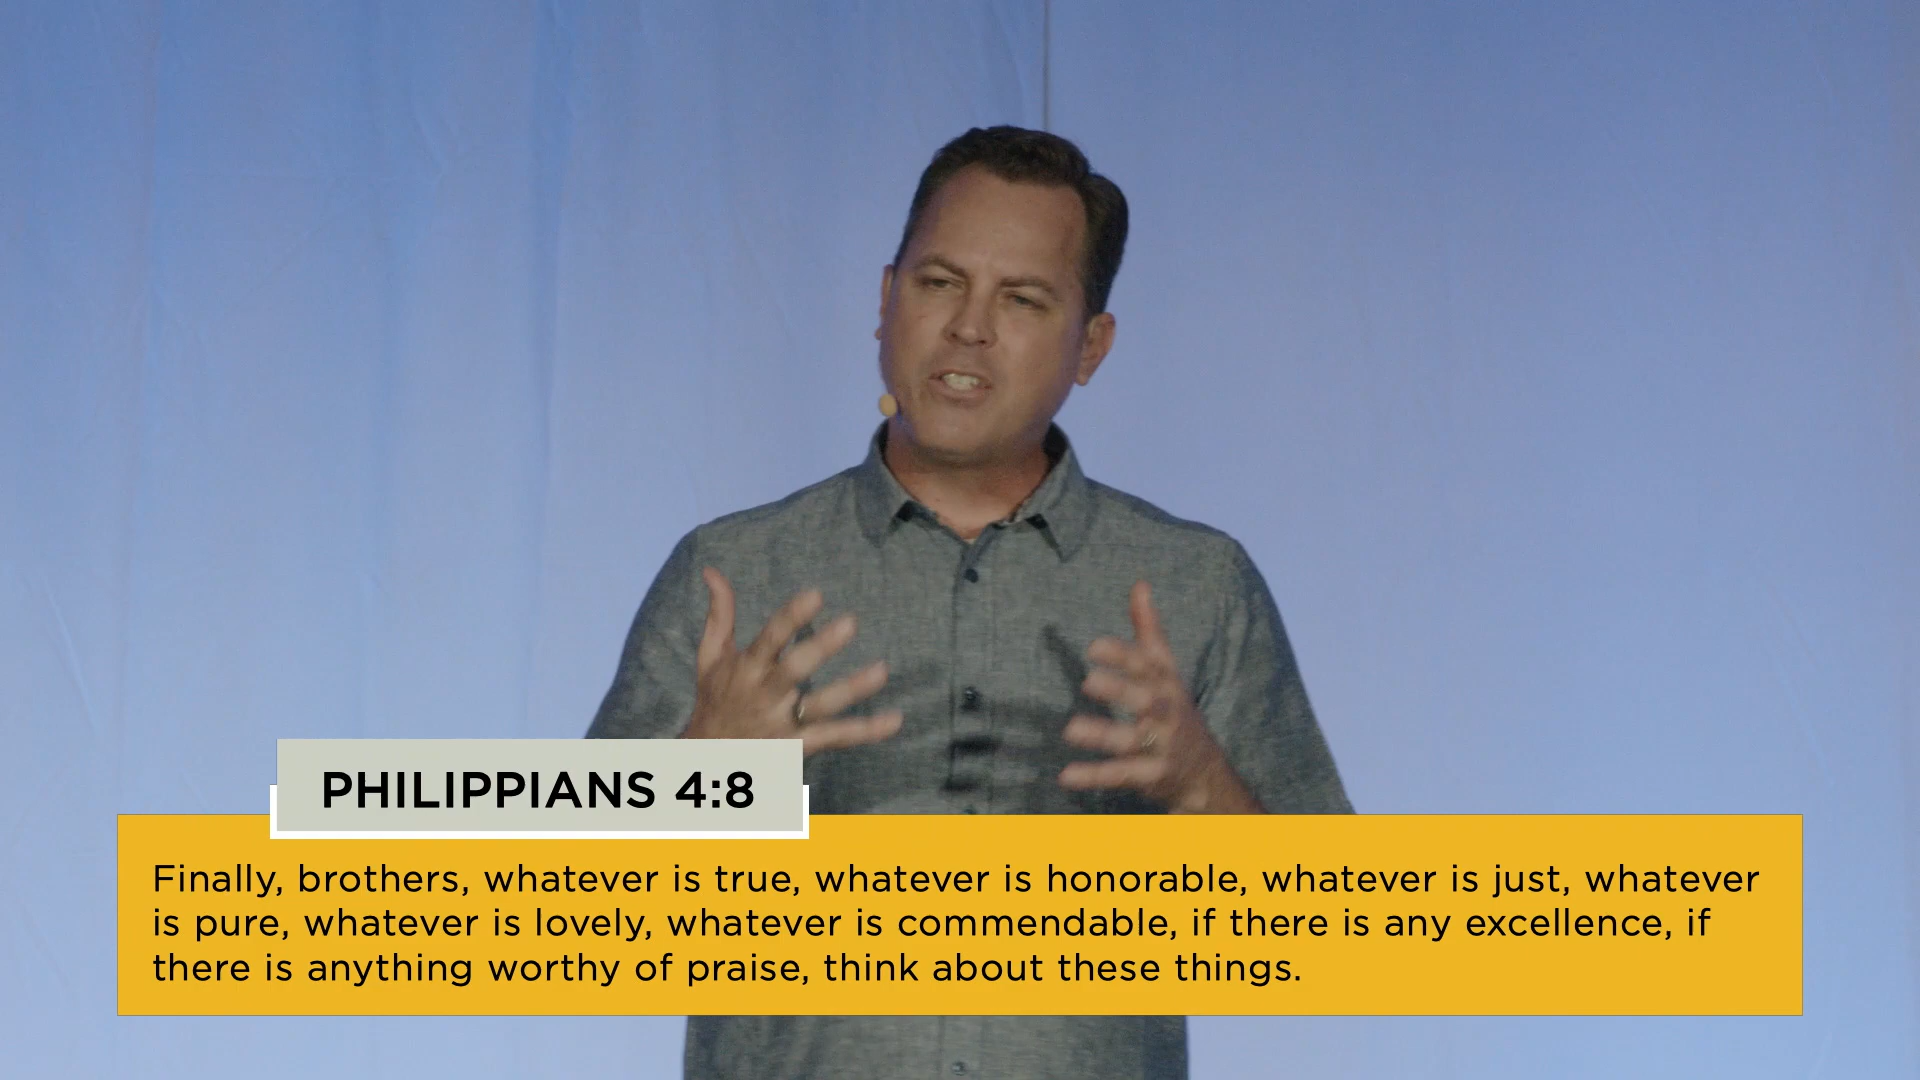 PHILIPPIANS 4:8
Finally, brothers, whatever is true, whatever is honorable, whatever is just, whatever
is pure, whatever is lovely, whatever is commendable, if there is any excellence, if
there is anything worthy of praise, think about these things.